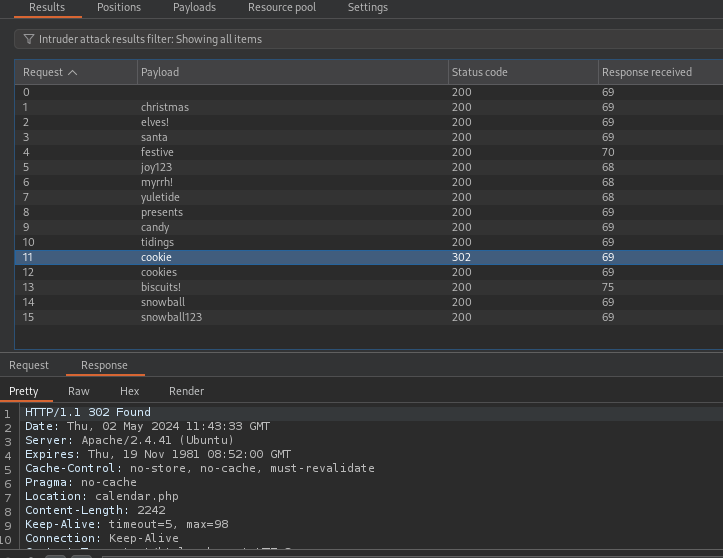 Results Positions Payloads Resource pool Settings
Intruder attack results filter: Showing all items
Request Payload Status code Response received
0 200 69
1 christmas 200 69
2 elves! 200 69
3 santa 200 69
4 festive 200 70
5 joy123 200 68
6 myrrh! 200 68
7 yuletide 200 68
8 presents 200 69
9 candy 200 69
10 tidings 200 69
11 cookie 302 69
12 cookies 200 69
13 biscuits! 200 75
14 snowball 200 69
15 snowball123 200 69
Request Response
Pretty Raw Hex Render
1 HTTP/1.1 302 Found
2 Date: Thu, 02 May 2024 11:43:33 GMT
3 Server: Apache/2.4.41 (Ubuntu)
4 Expires: Thu, 19 Nov 1981 08:52:00 GMT
5 Cache-Control: no-store, no-cache, must-revalidate
6 Pragma: no-cache
7 Location: calendar.php
8 Content-Length: 2242
9 Keep-Alive: timeout=5, max=98
10 Connection: Keep-Alive